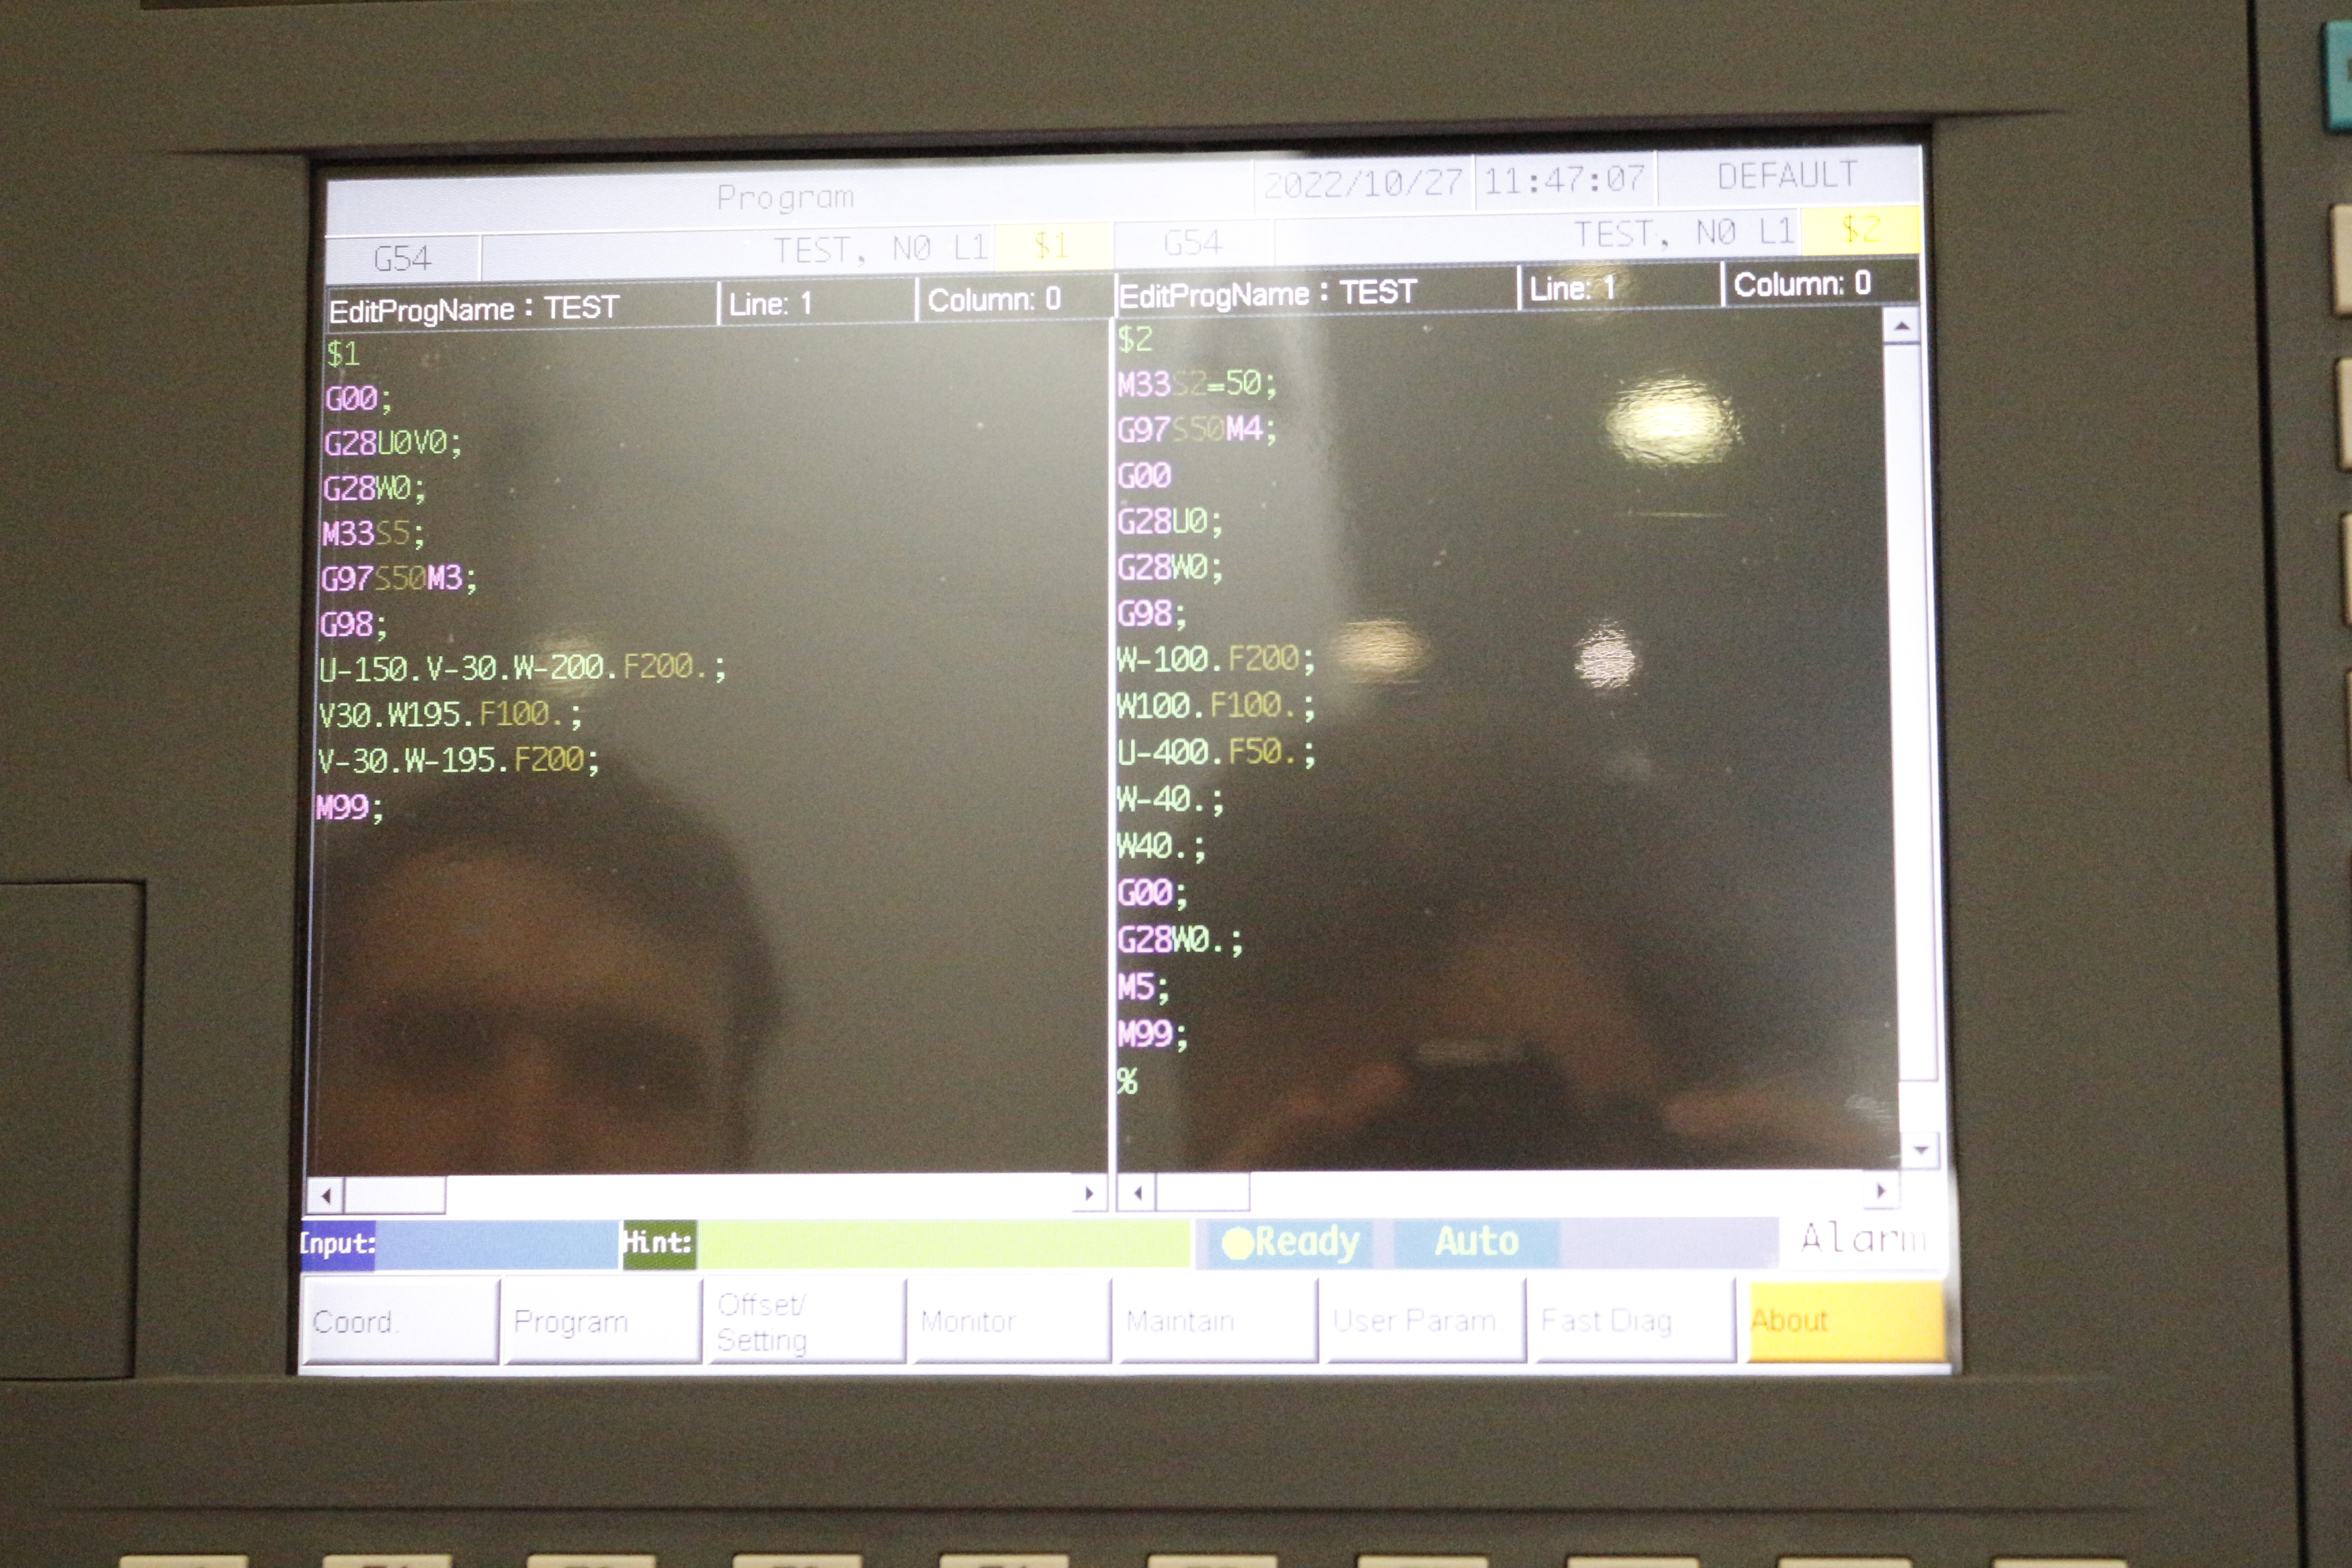 Program 2022/10/27 11:47:07 DEFAULT
G54 TEST, N0 L1 $1 G54 TEST, N0 L1 $2
EditProgName : TEST Line: 1 Column: 0 EditProgName : TEST Line: 1 Column: 0
$1
G00;
G28U0V0;
G28W0;
M33S5;
G97S50M3;
G98;
U-150.V-30.W-200.F200.;
V30.W195.F100.;
V-30.W-195.F200;
M99;
$2
M33S2=50;
G97S50M4;
G00
G28U0;
G28W0;
G98;
W-100.F200;
W100.F100.;
U-400.F50.;
W-40.;
W40.;
G00;
G28W0.;
M5;
M99;
%
Input: Hint: Ready Auto Alarm
Coord. Program Offset/ Setting Monitor Maintain User Param. Fast Diag About